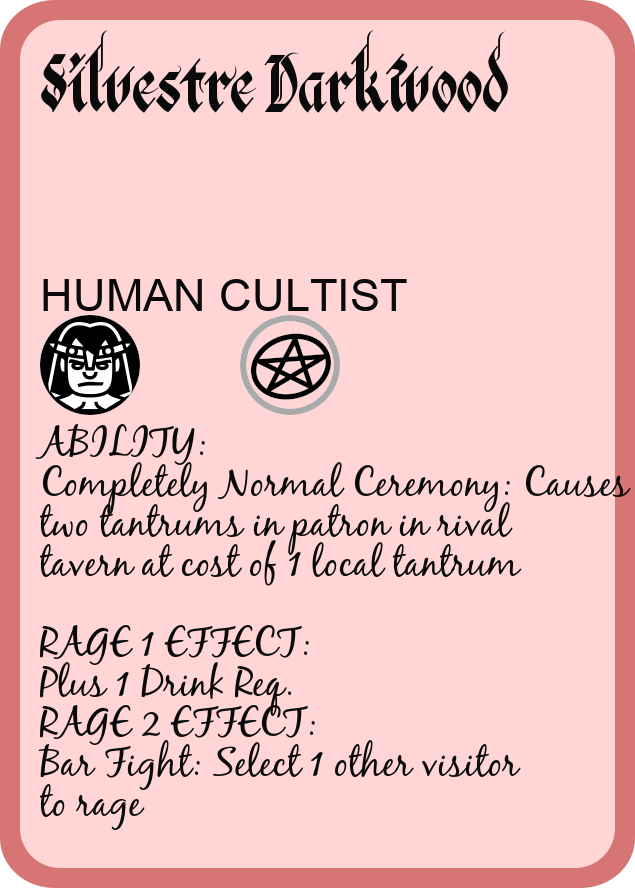 Silvestre Darkwood
HUMAN CULTIST
ABILITY:
Completely Normal Ceremony: Causes
two tantrums in patron in rival
tavern at cost of 1 local tantrum
RAGE 1 EFFECT:
Plus 1 Drink Req.
RAGE 2 EFFECT:
Bar Fight: Select 1 other visitor
to rage